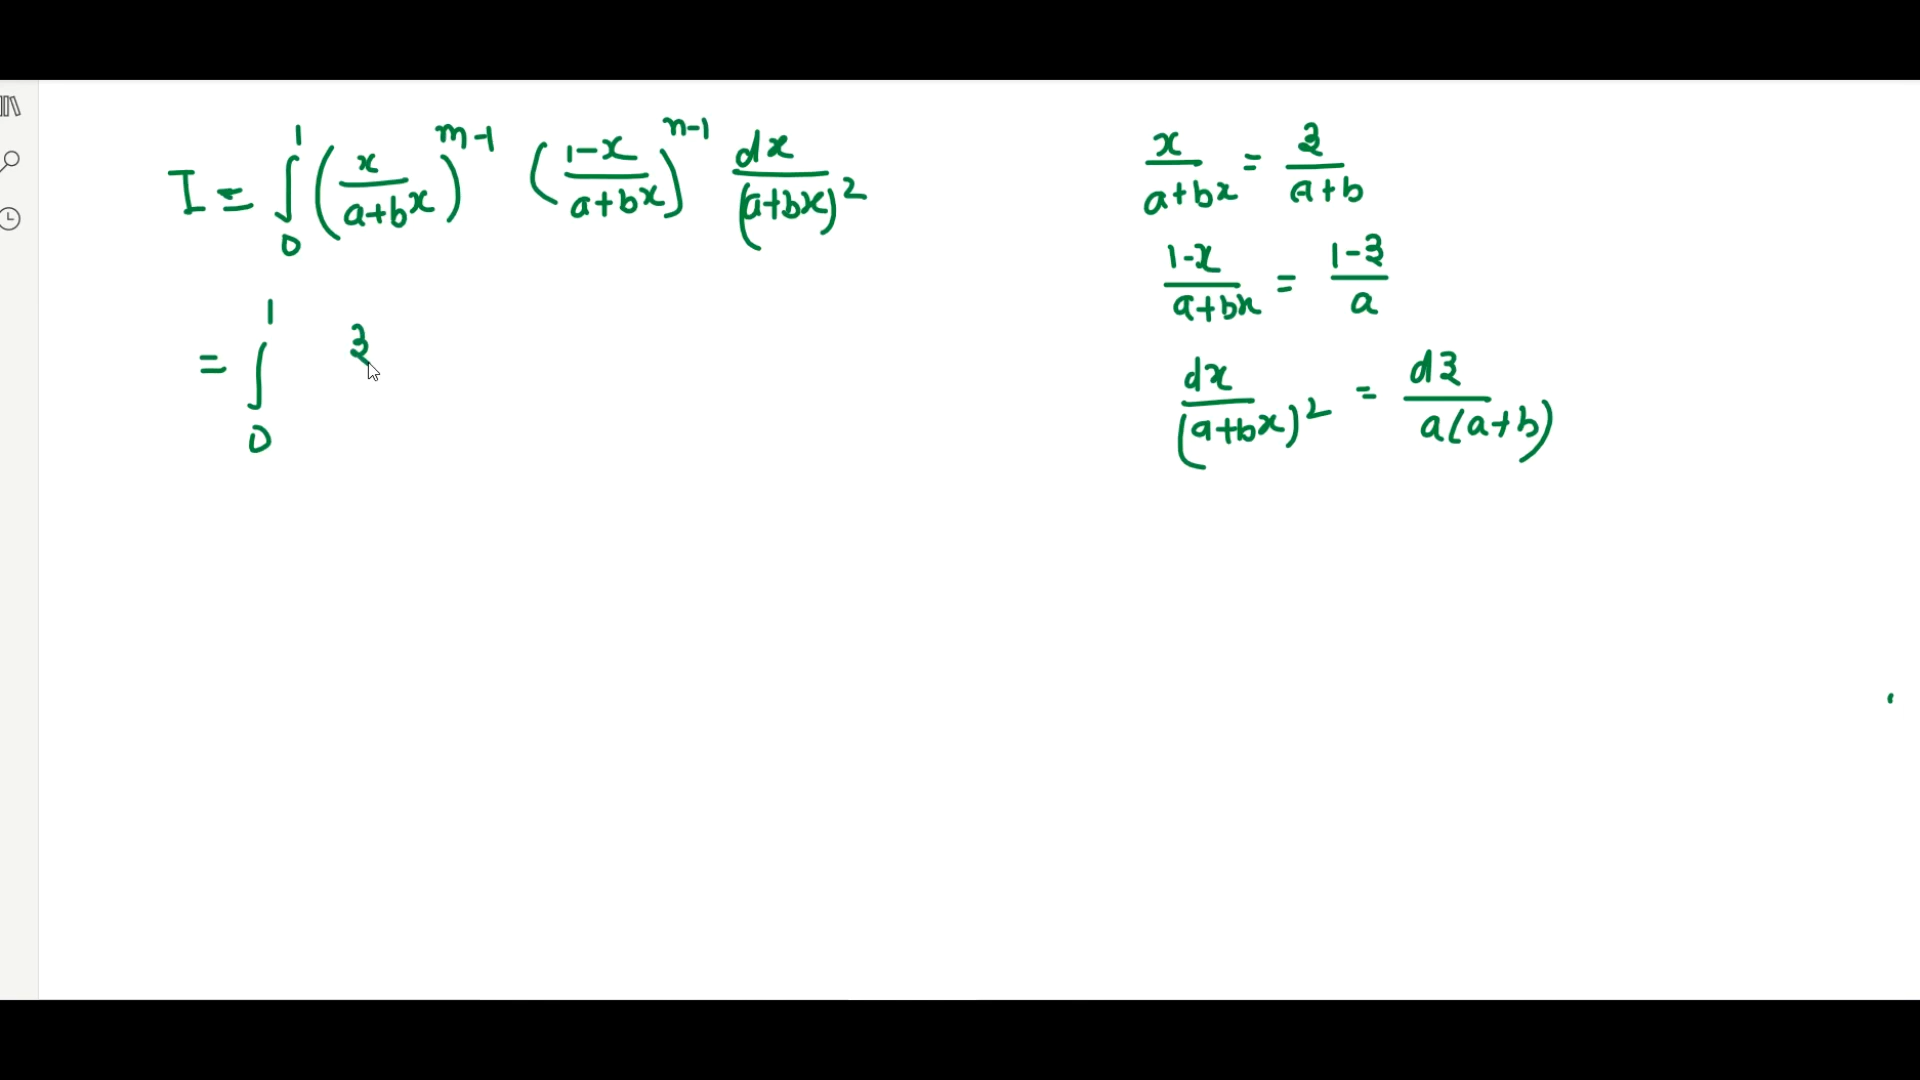 I = ∫₀¹ (x/(a+bx))^(m-1) ((1-x)/(a+bx))^(n-1) dx/(a+bx)²
= ∫₀¹ z
x/(a+bx) = z/(a+b)
(1-x)/(a+bx) = (1-z)/a
dx/(a+bx)² = dz/(a(a+b))